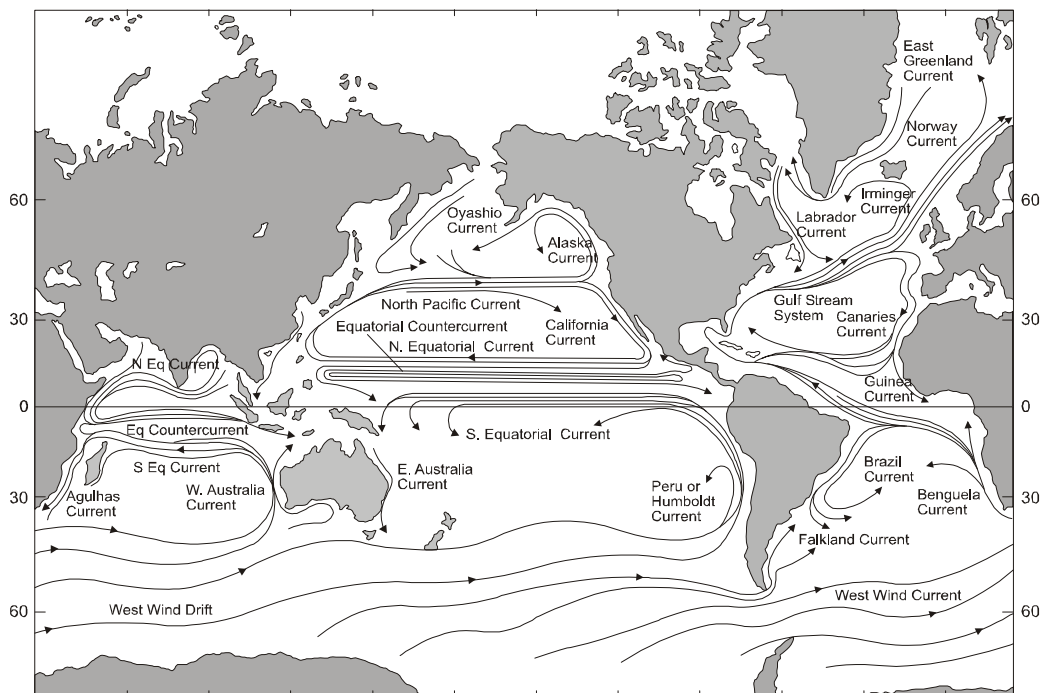 East
Greenland
Current
Norway
Current
60
60
Oyashio
Current
Irminger
Current
Labrador
Current
Alaska
Current
North Pacific Current
Gulf Stream
System
Canaries
Current
30
30
Equatorial Countercurrent
California
Current
N. Equatorial Current
N Eq Current
Guinea
Current
0
0
Eq Countercurrent
S. Equatorial Current
S Eq Current
E. Australia
Current
Brazil
Current
Agulhas
Current
W. Australia
Current
30
30
Peru or
Humboldt
Current
Benguela
Current
Falkland Current
West Wind Drift
West Wind Current
60
60